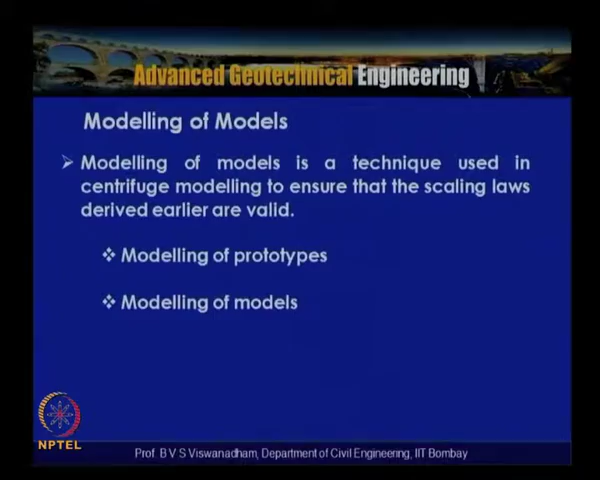 Advanced Geotechnical Engineering
Modelling of Models
➢ Modelling of models is a technique used in
centrifuge modelling to ensure that the scaling laws
derived earlier are valid.
❖ Modelling of prototypes
❖ Modelling of models
NPTEL
Prof. B V S Viswanadham, Department of Civil Engineering, IIT Bombay